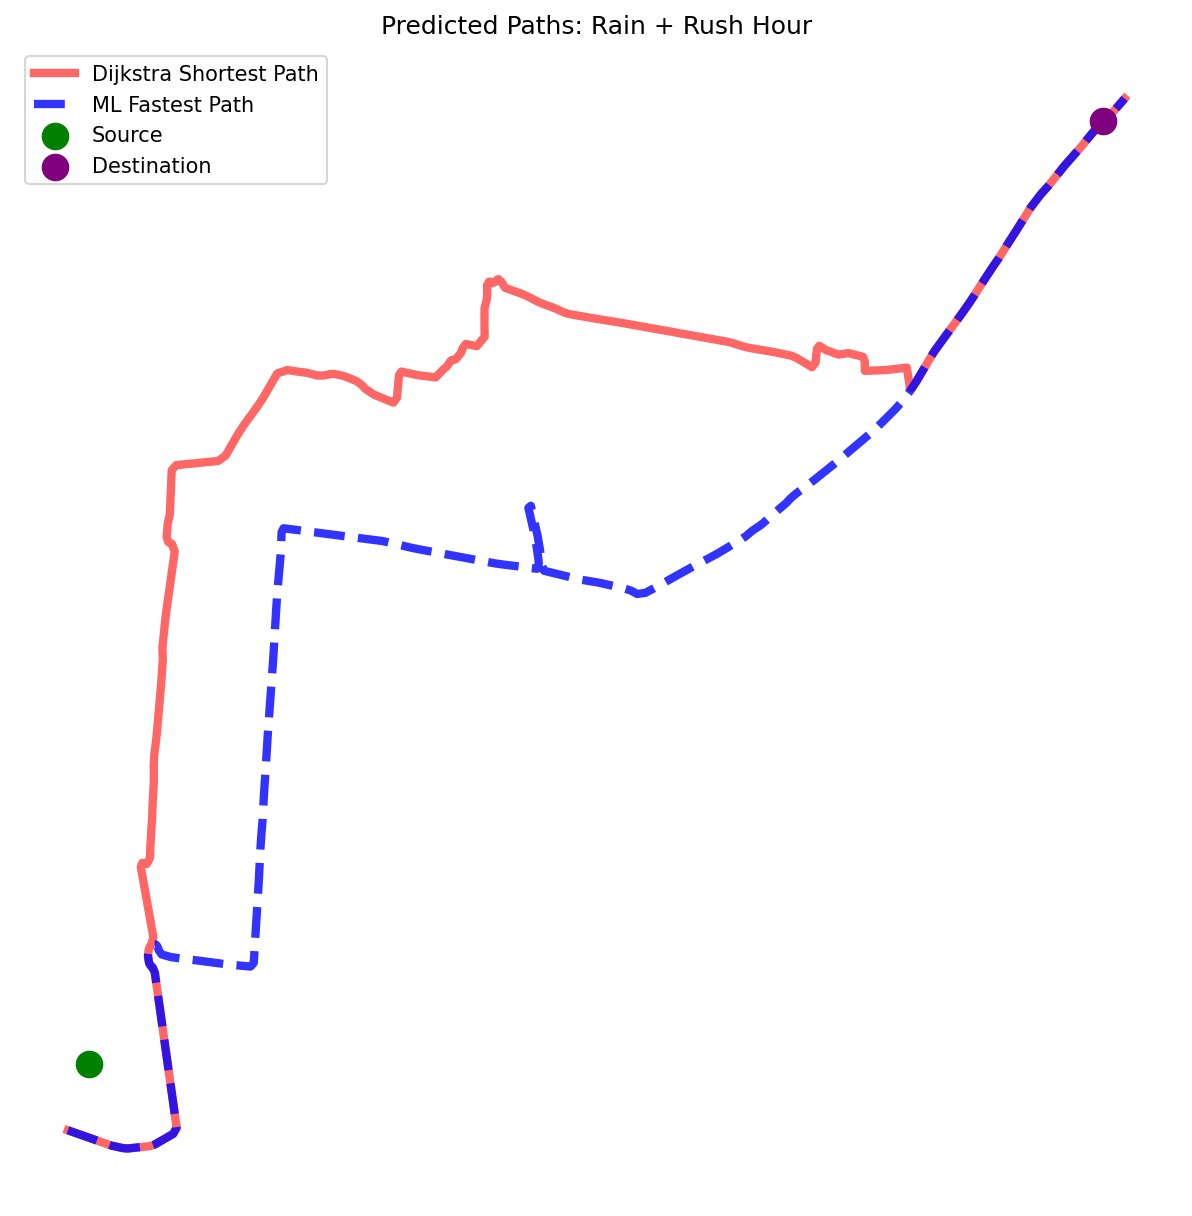 Predicted Paths: Rain + Rush Hour
Dijkstra Shortest Path
ML Fastest Path
Source
Destination